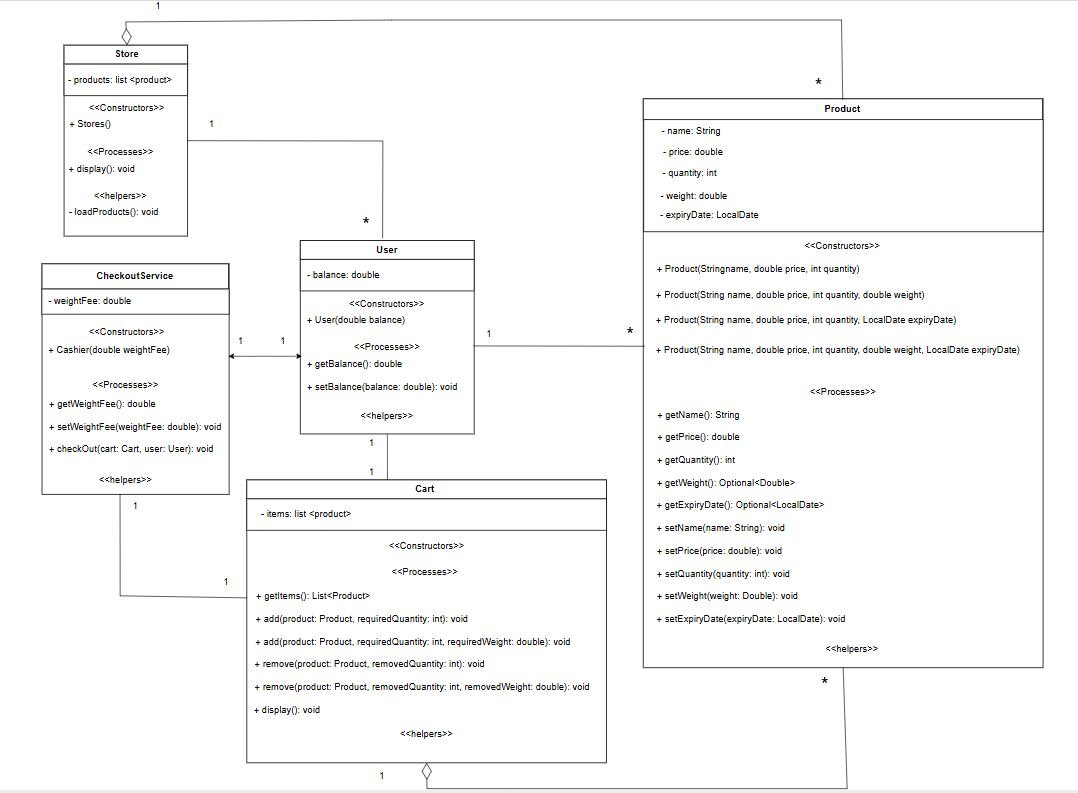 1
Store
- products: list <product>
<<Constructors>>
+ Stores()
<<Processes>>
+ display(): void
<<helpers>>
- loadProducts(): void
1
*
*
Product
- name: String
- price: double
- quantity: int
- weight: double
- expiryDate: LocalDate
<<Constructors>>
+ Product(Stringname, double price, int quantity)
+ Product(String name, double price, int quantity, double weight)
+ Product(String name, double price, int quantity, LocalDate expiryDate)
+ Product(String name, double price, int quantity, double weight, LocalDate expiryDate)
<<Processes>>
+ getName(): String
+ getPrice(): double
+ getQuantity(): int
+ getWeight(): Optional<Double>
+ getExpiryDate(): Optional<LocalDate>
+ setName(name: String): void
+ setPrice(price: double): void
+ setQuantity(quantity: int): void
+ setWeight(weight: Double): void
+ setExpiryDate(expiryDate: LocalDate): void
<<helpers>>
*
User
- balance: double
<<Constructors>>
+ User(double balance)
<<Processes>>
+ getBalance(): double
+ setBalance(balance: double): void
<<helpers>>
1
*
1
1
CheckoutService
- weightFee: double
<<Constructors>>
+ Cashier(double weightFee)
<<Processes>>
+ getWeightFee(): double
+ setWeightFee(weightFee: double): void
+ checkOut(cart: Cart, user: User): void
<<helpers>>
1
1
1
1
Cart
- items: list <product>
<<Constructors>>
<<Processes>>
+ getItems(): List<Product>
+ add(product: Product, requiredQuantity: int): void
+ add(product: Product, requiredQuantity: int, requiredWeight: double): void
+ remove(product: Product, removedQuantity: int): void
+ remove(product: Product, removedQuantity: int, removedWeight: double): void
+ display(): void
<<helpers>>
1